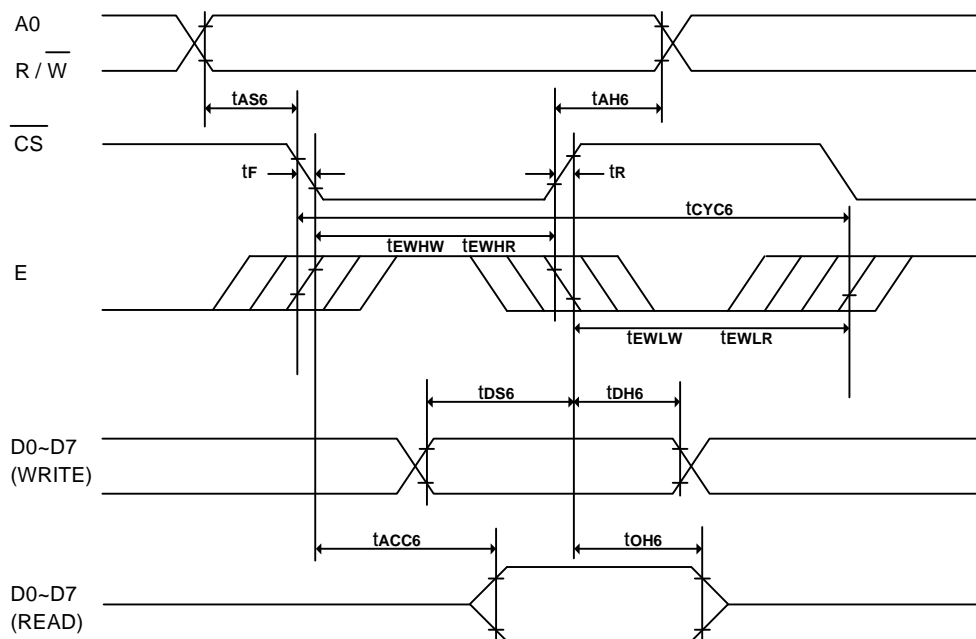 A0
R / W
tAS6 tAH6
CS
tF tR
tCYC6
tEWHW tEWHR
E
tEWLW tEWLR
tDS6 tDH6
D0~D7
(WRITE)
tACC6 tOH6
D0~D7
(READ)